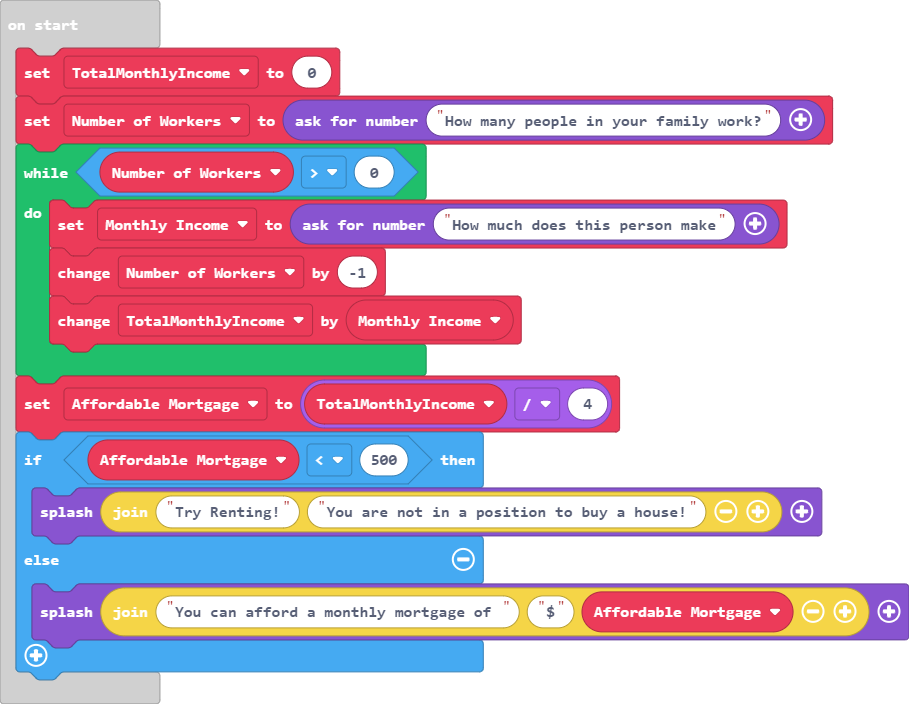 on start
set TotalMonthlyIncome to 0
set Number of Workers to ask for number "How many people in your family work?"
while Number of Workers > 0
do
set Monthly Income to ask for number "How much does this person make"
change Number of Workers by -1
change TotalMonthlyIncome by Monthly Income
set Affordable Mortgage to TotalMonthlyIncome / 4
if Affordable Mortgage < 500 then
splash join "Try Renting!" "You are not in a position to buy a house!"
else
splash join "You can afford a monthly mortgage of " "$" Affordable Mortgage